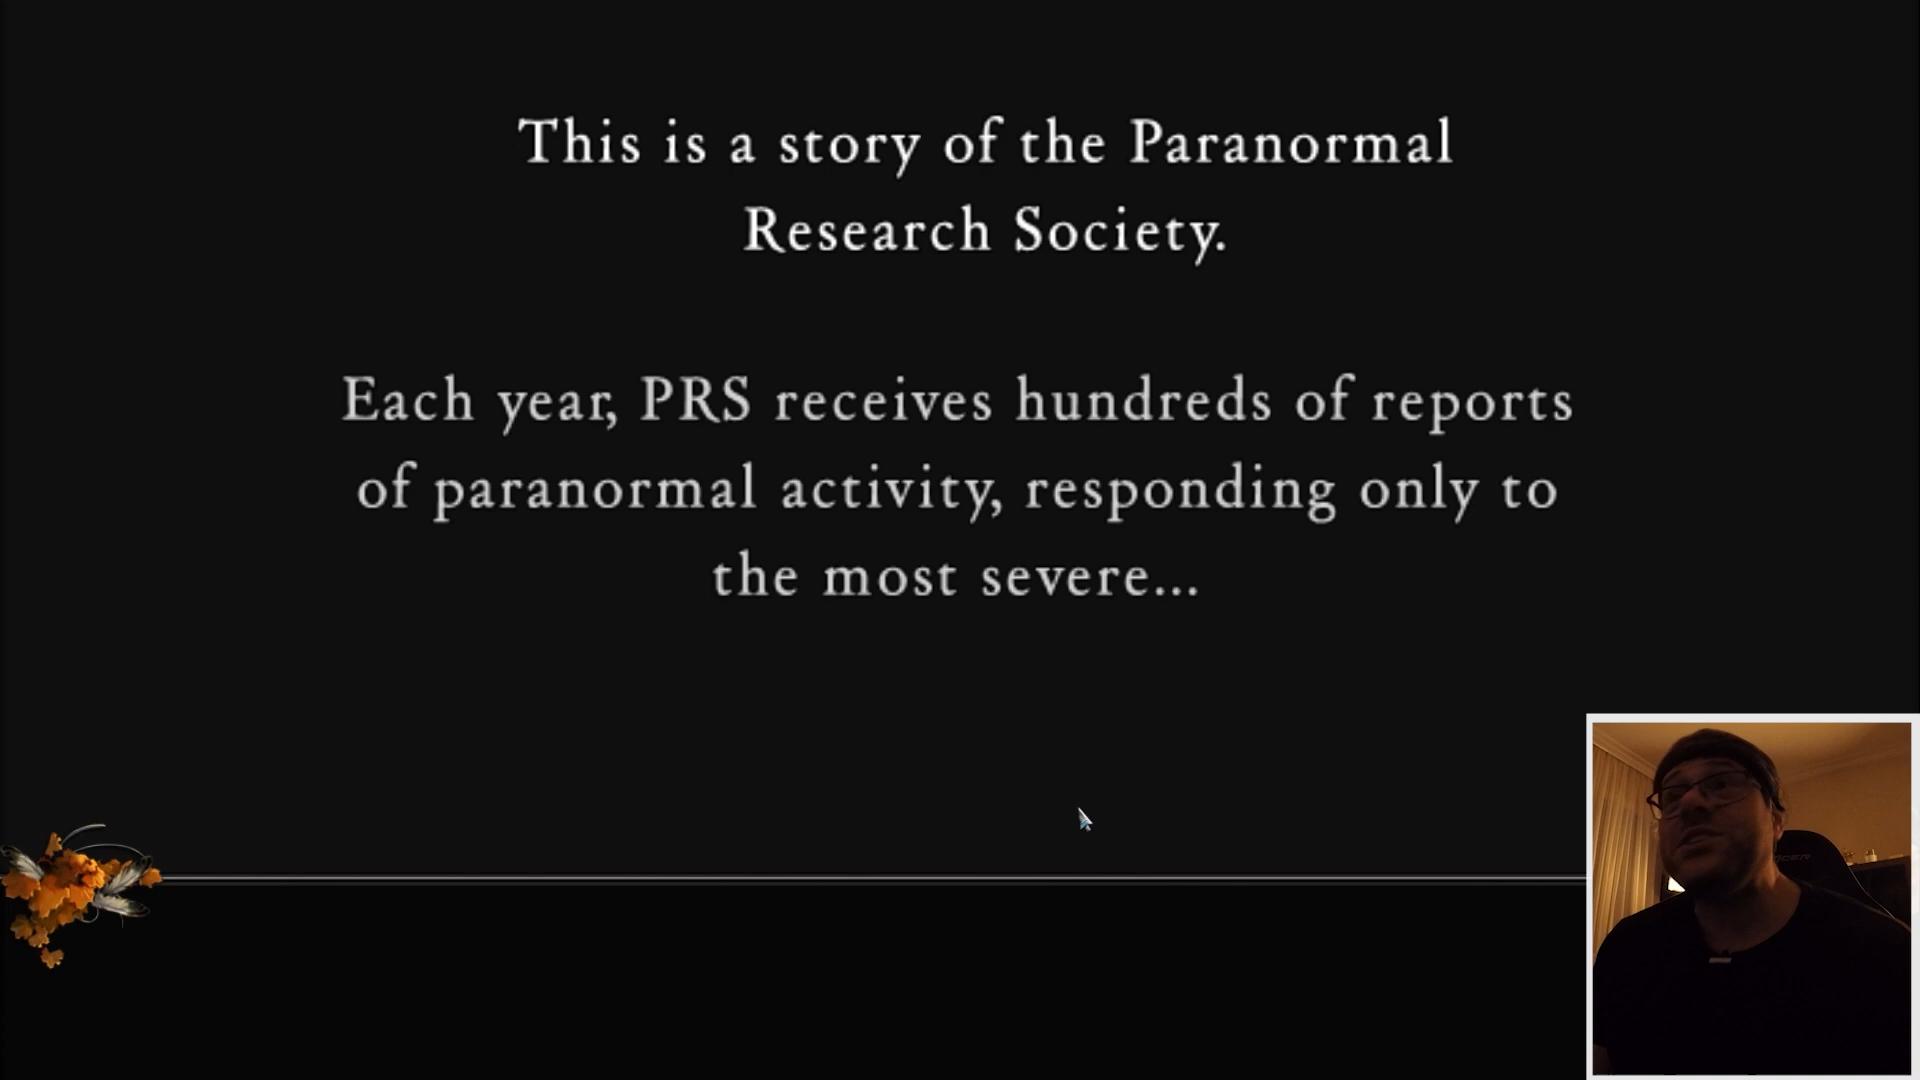 This is a story of the Paranormal
Research Society.
Each year, PRS receives hundreds of reports
of paranormal activity, responding only to
the most severe...